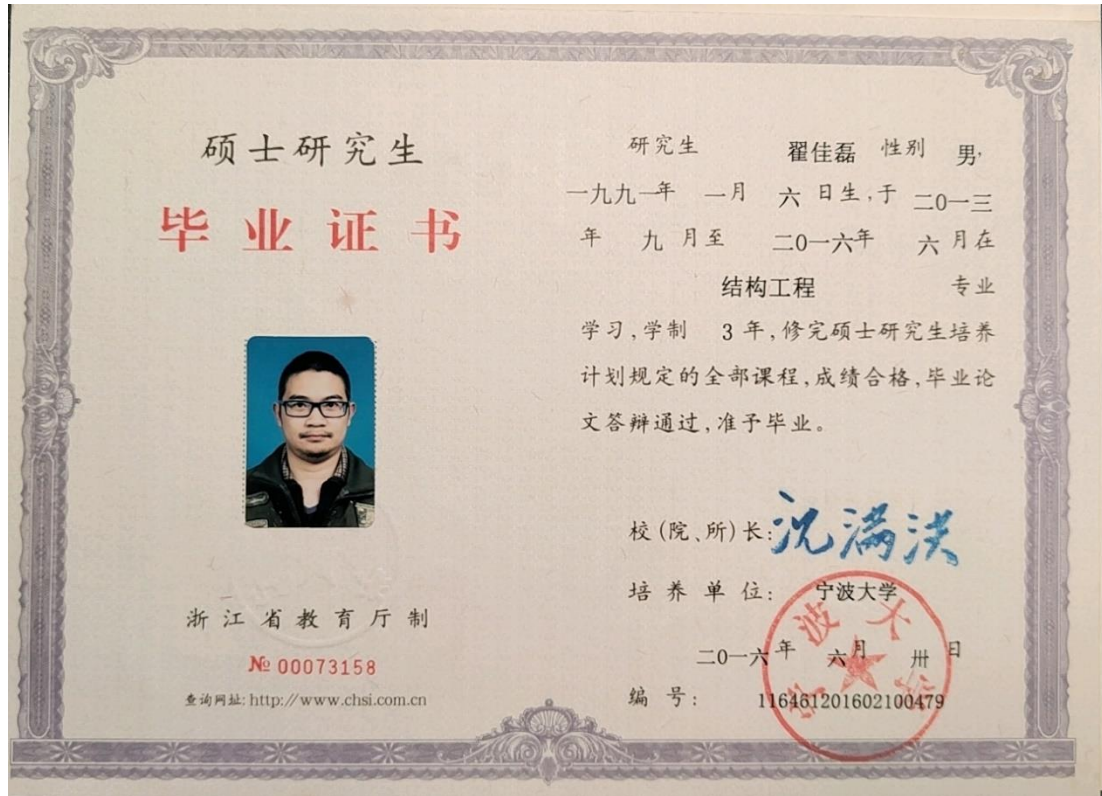 硕士研究生
毕业证书
浙江省教育厅制
№ 00073158
查询网址: http://www.chsi.com.cn
研究生 翟佳磊 性别 男,
一九九一年 一月 六 日生,于 二0一三
年 九 月至 二0一六年 六 月在
结构工程 专业
学习,学制 3 年,修完硕士研究生培养
计划规定的全部课程,成绩合格,毕业论
文答辩通过,准予毕业。
校(院、所)长: 沈满洪
培养单位: 宁波大学
二0一六年 六月 卅 日
编号: 116461201602100479
宁波大学